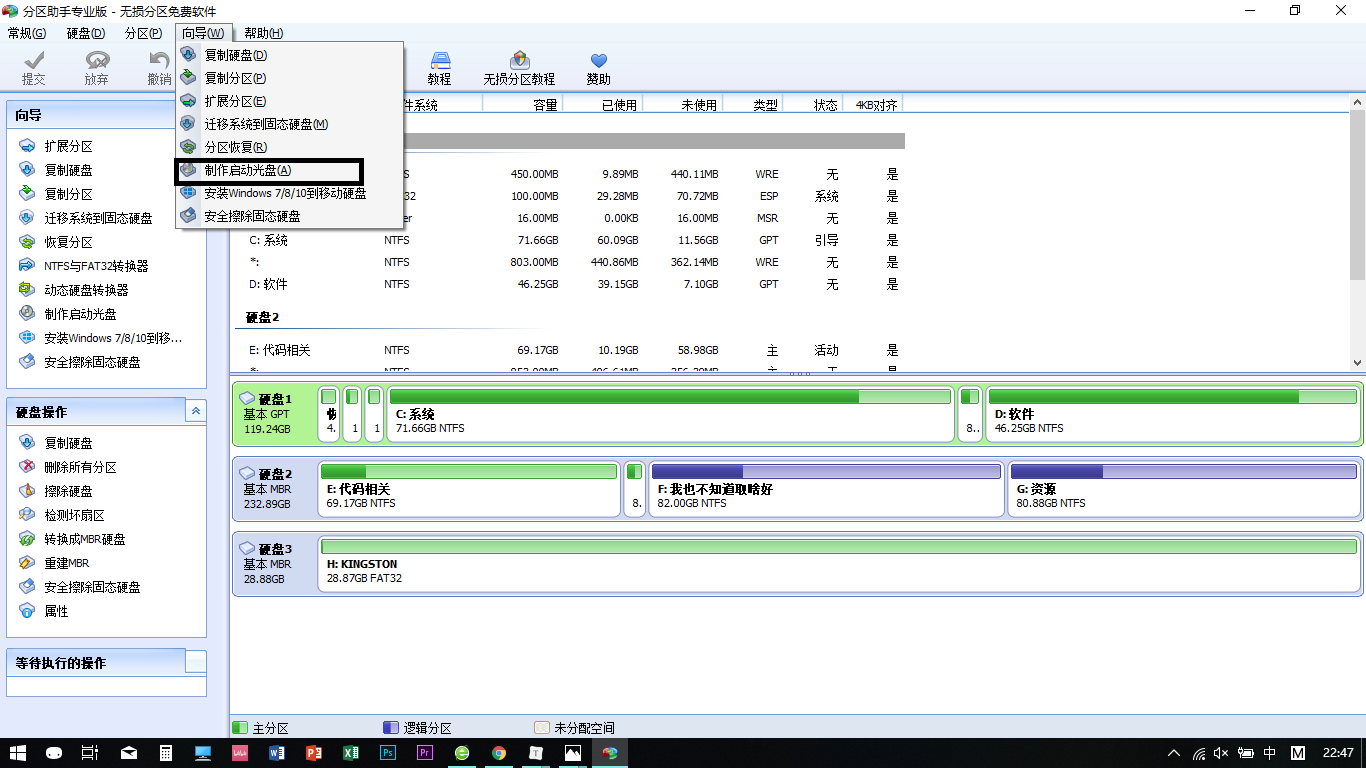 分区助手专业版 - 无损分区免费软件
常规(G) 硬盘(D) 分区(P) 向导(W) 帮助(H)
提交 放弃 撤销 教程 无损分区教程 赞助
复制硬盘(D)
复制分区(P)
扩展分区(E)
迁移系统到固态硬盘(M)
分区恢复(R)
制作启动光盘(A)
安装Windows 7/8/10到移动硬盘
安全擦除固态硬盘
向导
扩展分区
复制硬盘
复制分区
迁移系统到固态硬盘
恢复分区
NTFS与FAT32转换器
动态硬盘转换器
制作启动光盘
安装Windows 7/8/10到移...
安全擦除固态硬盘
硬盘操作
复制硬盘
删除所有分区
擦除硬盘
检测坏扇区
转换成MBR硬盘
重建MBR
安全擦除固态硬盘
属性
等待执行的操作
件系统 容量 已使用 未使用 类型 状态 4KB对齐
FS 450.00MB 9.89MB 440.11MB WRE 无 是
32 100.00MB 29.28MB 70.72MB ESP 系统 是
er 16.00MB 0.00KB 16.00MB MSR 无 是
C: 系统 NTFS 71.66GB 60.09GB 11.56GB GPT 引导 是
*: NTFS 803.00MB 440.86MB 362.14MB WRE 无 是
D: 软件 NTFS 46.25GB 39.15GB 7.10GB GPT 无 是
硬盘2
E: 代码相关 NTFS 69.17GB 10.19GB 58.98GB 主 活动 是
硬盘1
基本 GPT
119.24GB
4.
1
1
C: 系统
71.66GB NTFS
8..
D: 软件
46.25GB NTFS
硬盘2
基本 MBR
232.89GB
E: 代码相关
69.17GB NTFS
8.
F: 我也不知道取啥好
82.00GB NTFS
G: 资源
80.88GB NTFS
硬盘3
基本 MBR
28.88GB
H: KINGSTON
28.87GB FAT32
主分区 逻辑分区 未分配空间
Ps Pr T 中 M 22:47